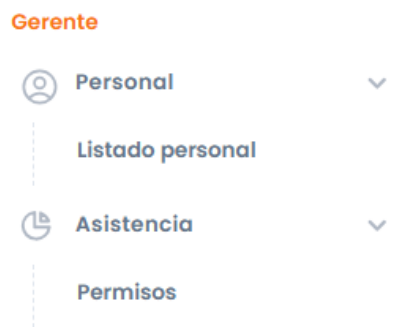 Gerente
Personal
Listado personal
Asistencia
Permisos